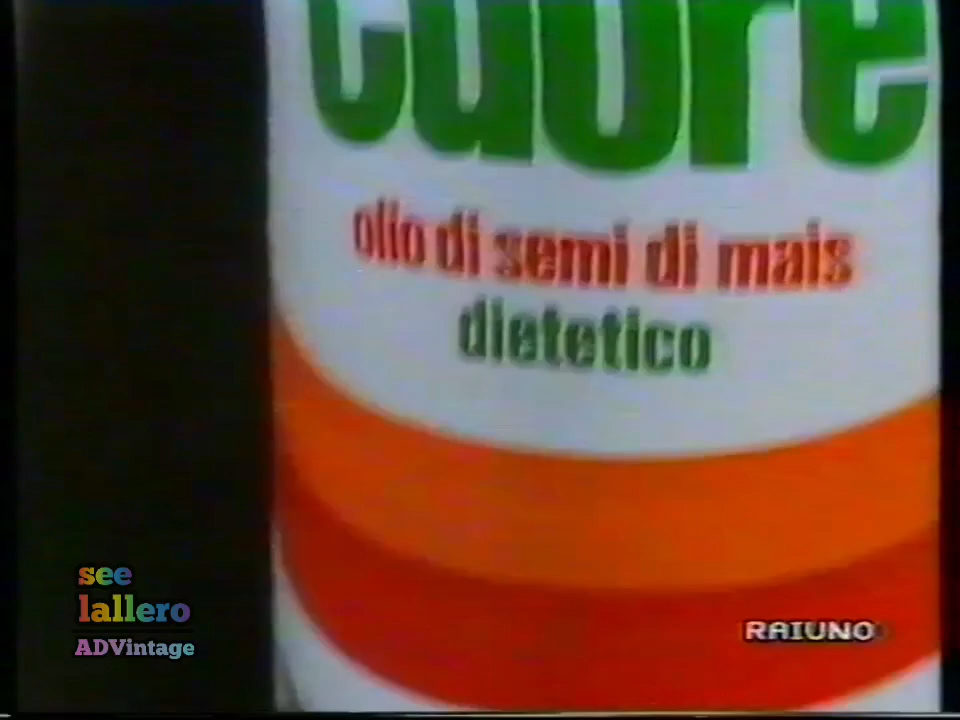 cuore
olio di semi di mais
dietetico
see
lallero
ADVintage
RAIUNO